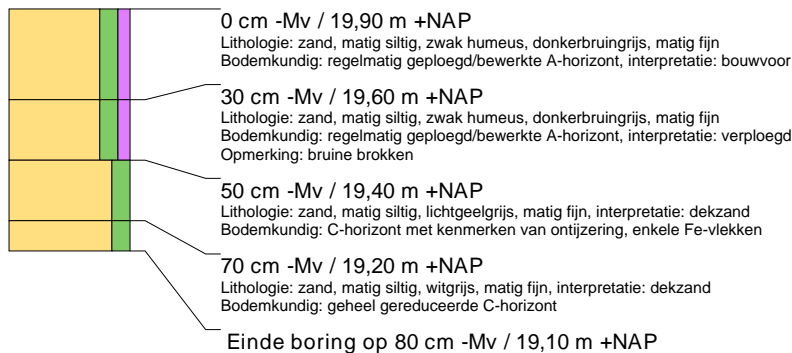 0 cm -Mv / 19,90 m +NAP
Lithologie: zand, matig siltig, zwak humeus, donkerbruingrijs, matig fijn
Bodemkundig: regelmatig geploegd/bewerkte A-horizont, interpretatie: bouwvoor
30 cm -Mv / 19,60 m +NAP
Lithologie: zand, matig siltig, zwak humeus, donkerbruingrijs, matig fijn
Bodemkundig: regelmatig geploegd/bewerkte A-horizont, interpretatie: verploegd
Opmerking: bruine brokken
50 cm -Mv / 19,40 m +NAP
Lithologie: zand, matig siltig, lichtgeelgrijs, matig fijn, interpretatie: dekzand
Bodemkundig: C-horizont met kenmerken van ontijzering, enkele Fe-vlekken
70 cm -Mv / 19,20 m +NAP
Lithologie: zand, matig siltig, witgrijs, matig fijn, interpretatie: dekzand
Bodemkundig: geheel gereduceerde C-horizont
Einde boring op 80 cm -Mv / 19,10 m +NAP